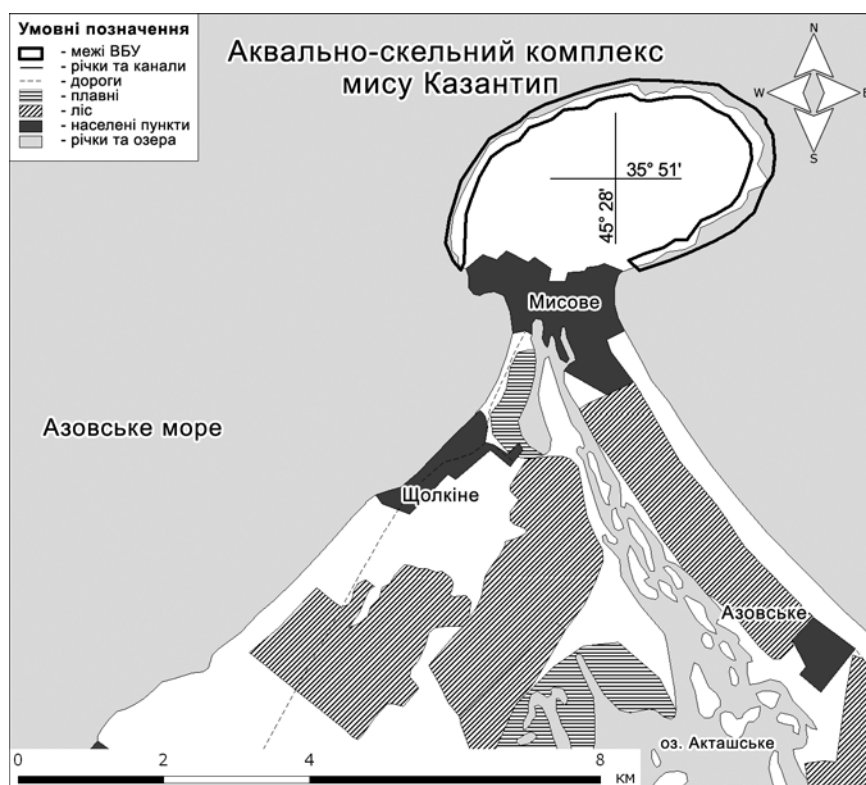 Умовні позначення
- межі ВБУ
- річки та канали
- дороги
- плавні
- ліс
- населені пункти
- річки та озера
Аквально-скельний комплекс
мису Казантип
N
W
E
S
35° 51'
45° 28'
Мисове
Азовське море
Щолкіне
Азовське
оз. Акташське
0
2
4
8
км